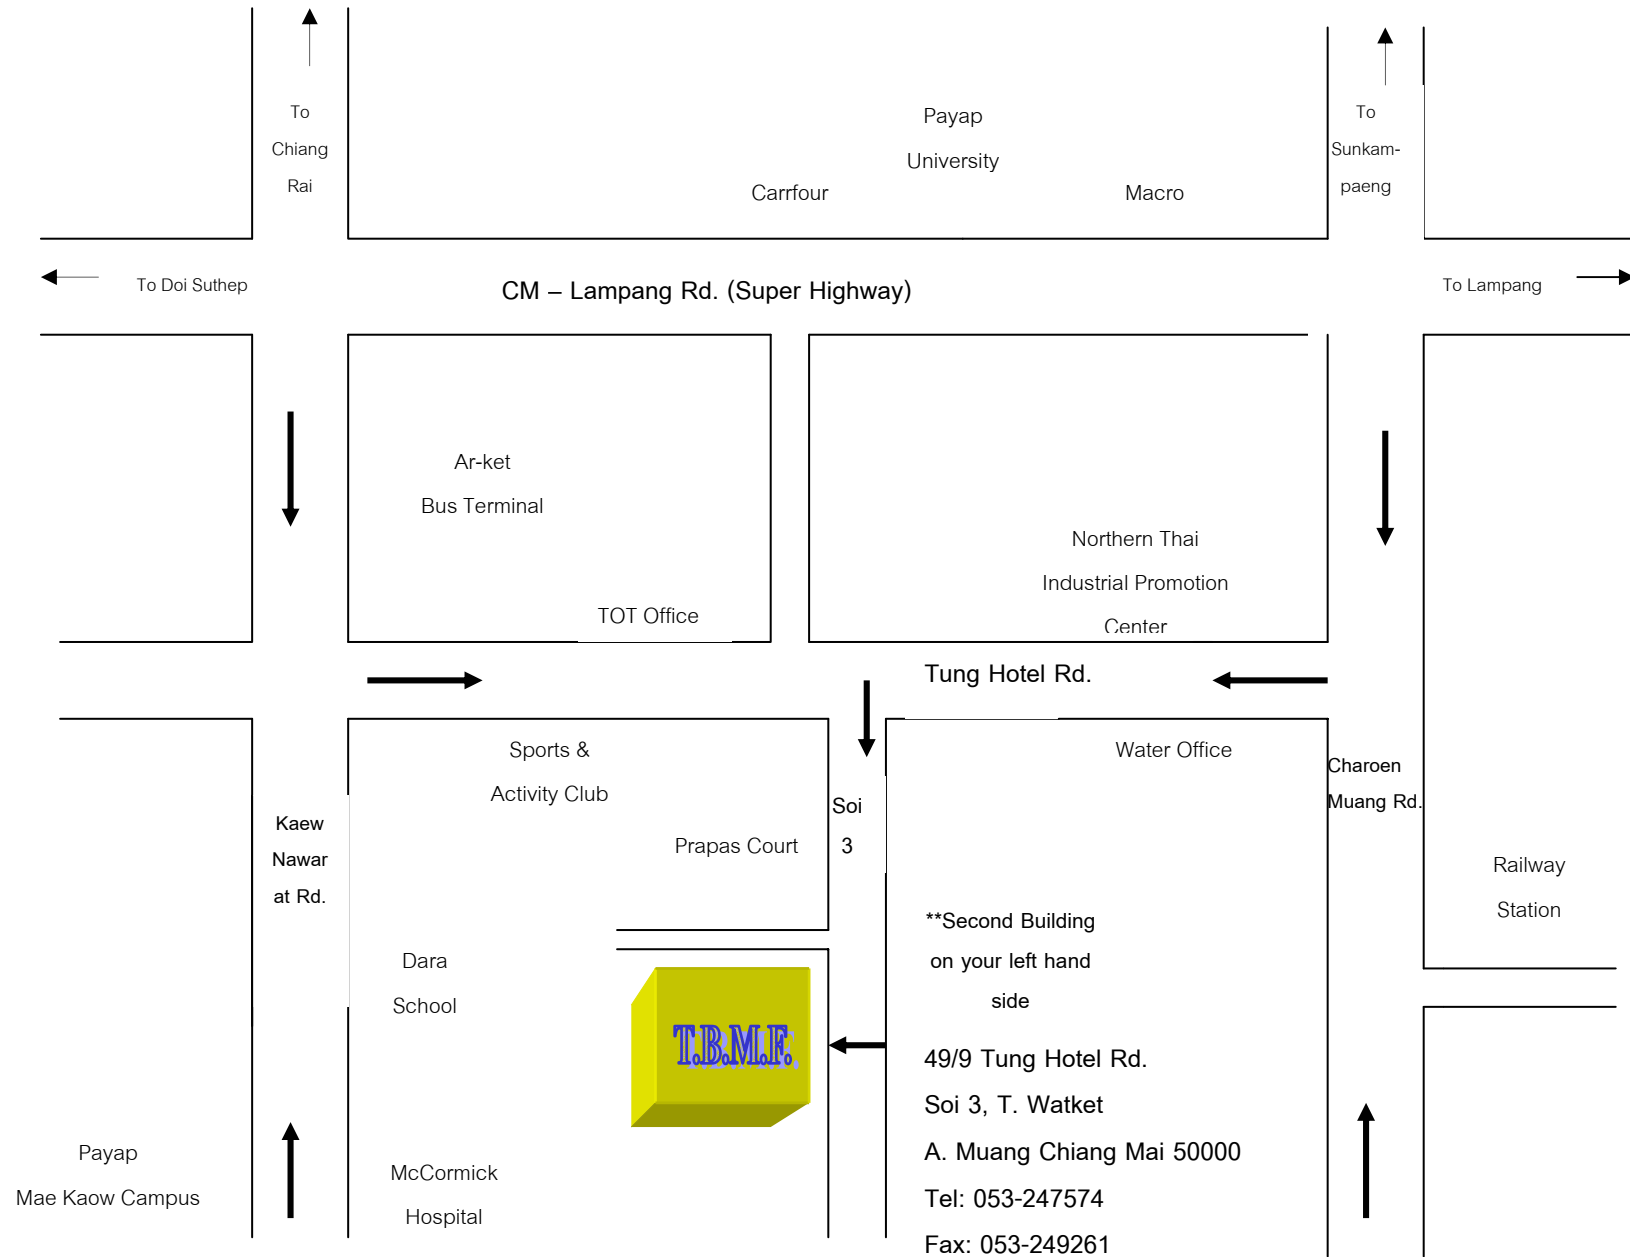 To
Chiang
Rai
Payap
University
Carrfour
Macro
To
Sunkam-
paeng
To Doi Suthep
CM – Lampang Rd. (Super Highway)
To Lampang
Ar-ket
Bus Terminal
TOT Office
Northern Thai
Industrial Promotion
Center
Tung Hotel Rd.
Sports &
Activity Club
Prapas Court
Soi
3
Water Office
Charoen
Muang Rd.
Kaew
Nawar
at Rd.
Railway
Station
Dara
School
**Second Building
on your left hand
side
T.B.M.F.
49/9 Tung Hotel Rd.
Soi 3, T. Watket
A. Muang Chiang Mai 50000
Tel: 053-247574
Fax: 053-249261
Payap
Mae Kaow Campus
McCormick
Hospital